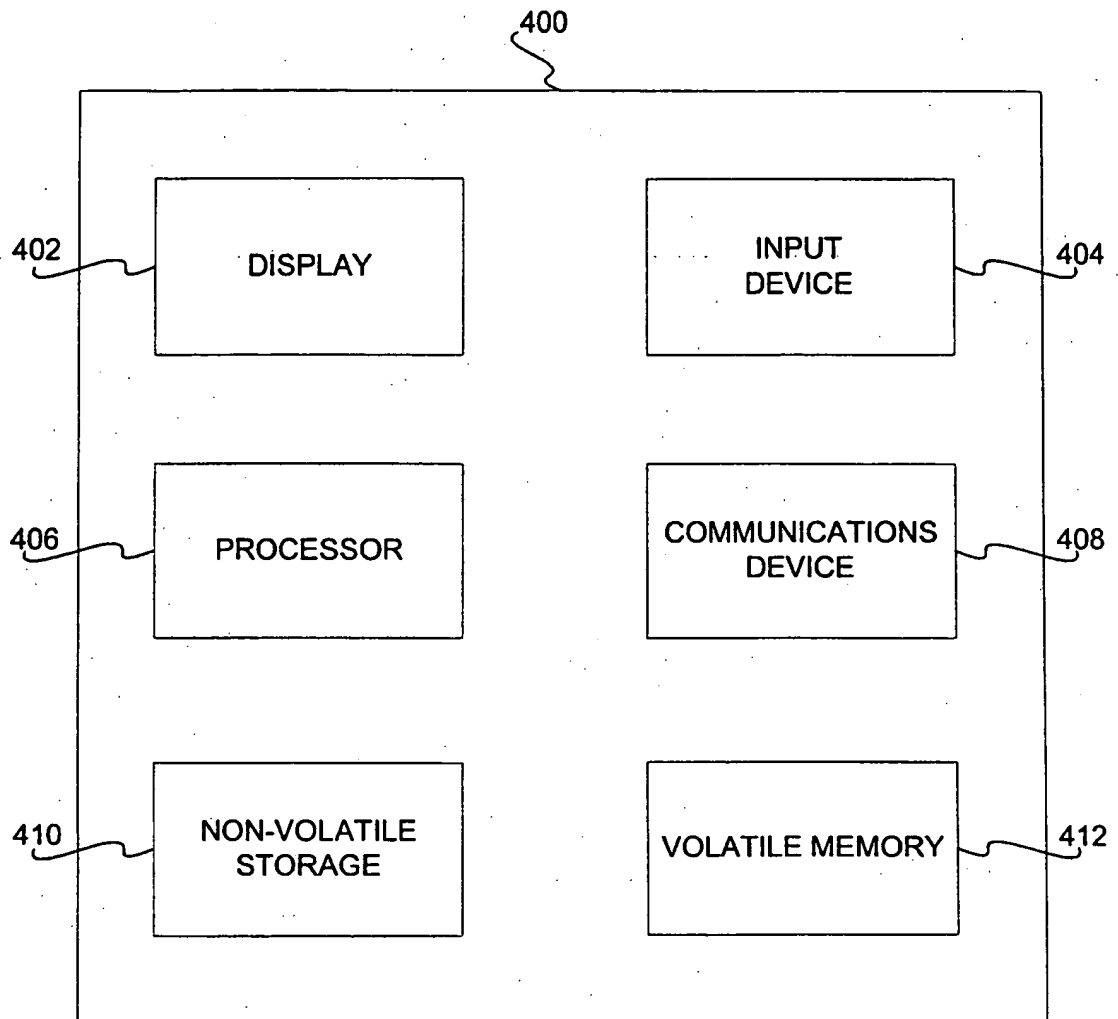 400
402
DISPLAY
INPUT
DEVICE
404
406
PROCESSOR
COMMUNICATIONS
DEVICE
408
410
NON-VOLATILE
STORAGE
VOLATILE MEMORY
412